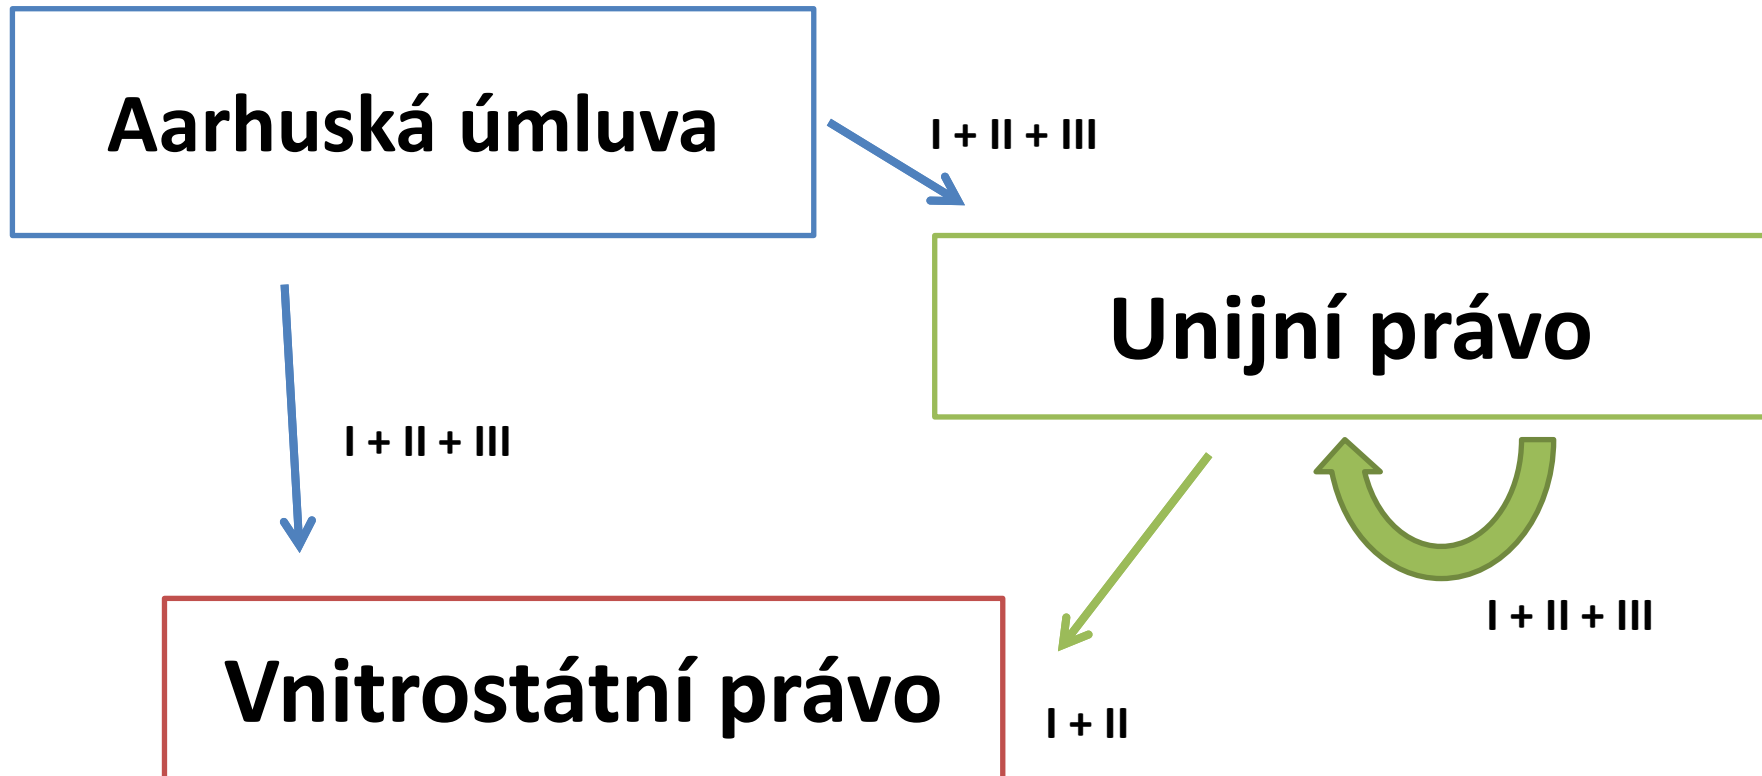 Aarhuská úmluva
I + II + III
Unijní právo
I + II + III
I + II + III
Vnitrostátní právo
I + II